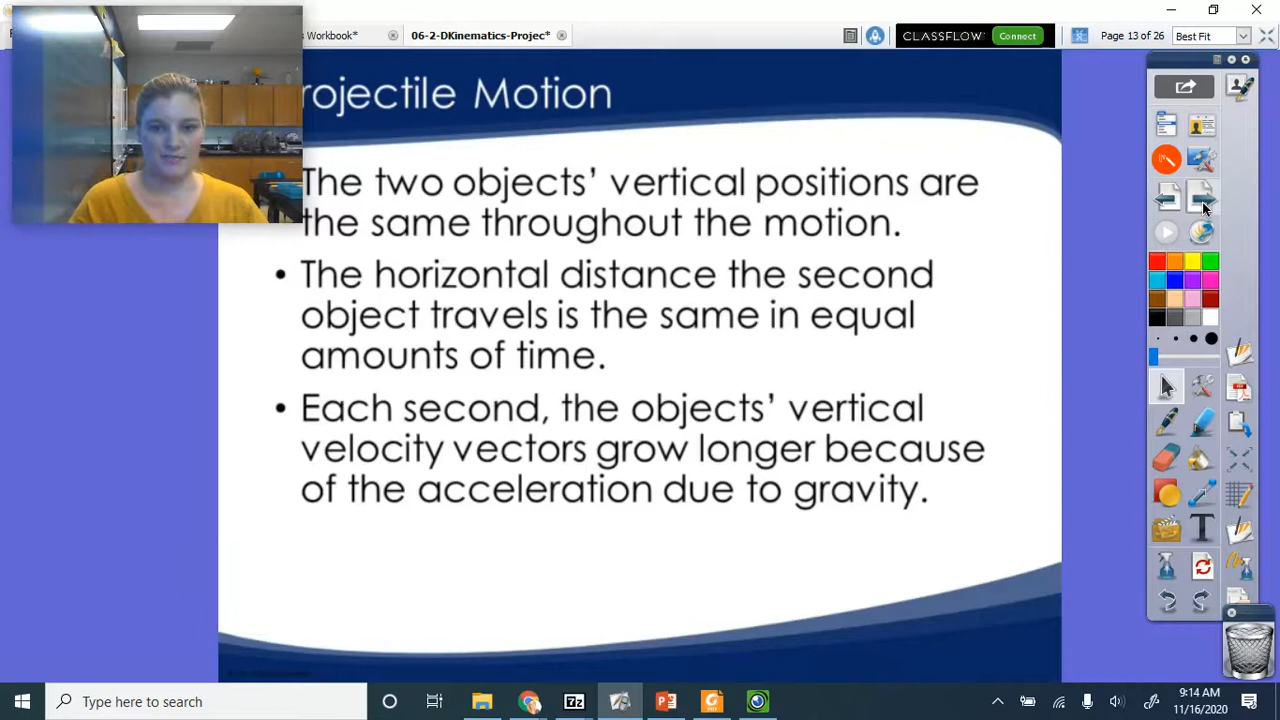 s Workbook*
06-2-DKinematics-Projec*
CLASSFLOW Connect
Page 13 of 26
Best Fit
rojectile Motion
The two objects' vertical positions are
the same throughout the motion.
• The horizontal distance the second
object travels is the same in equal
amounts of time.
• Each second, the objects' vertical
velocity vectors grow longer because
of the acceleration due to gravity.
T
Type here to search
7z
9:14 AM
11/16/2020